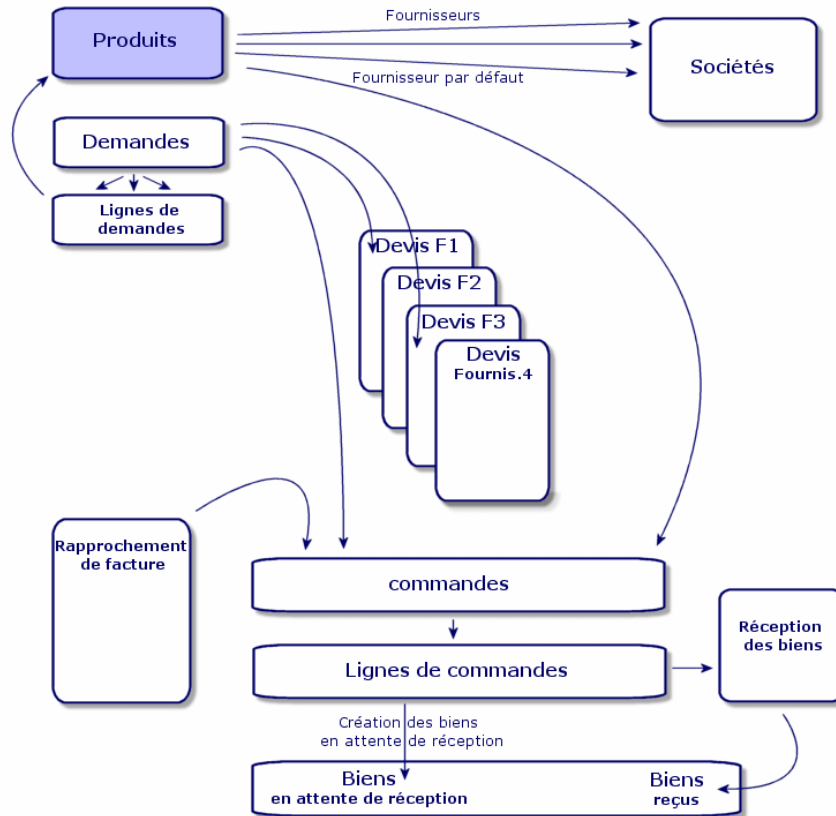 Fournisseurs
Produits
Sociétés
Fournisseur par défaut
Demandes
Lignes de
demandes
Devis F1
Devis F2
Devis F3
Devis
Fournis.4
Rapprochement
de facture
commandes
Réception
des biens
Lignes de commandes
Création des biens
en attente de réception
Biens
en attente de réception
Biens
reçus